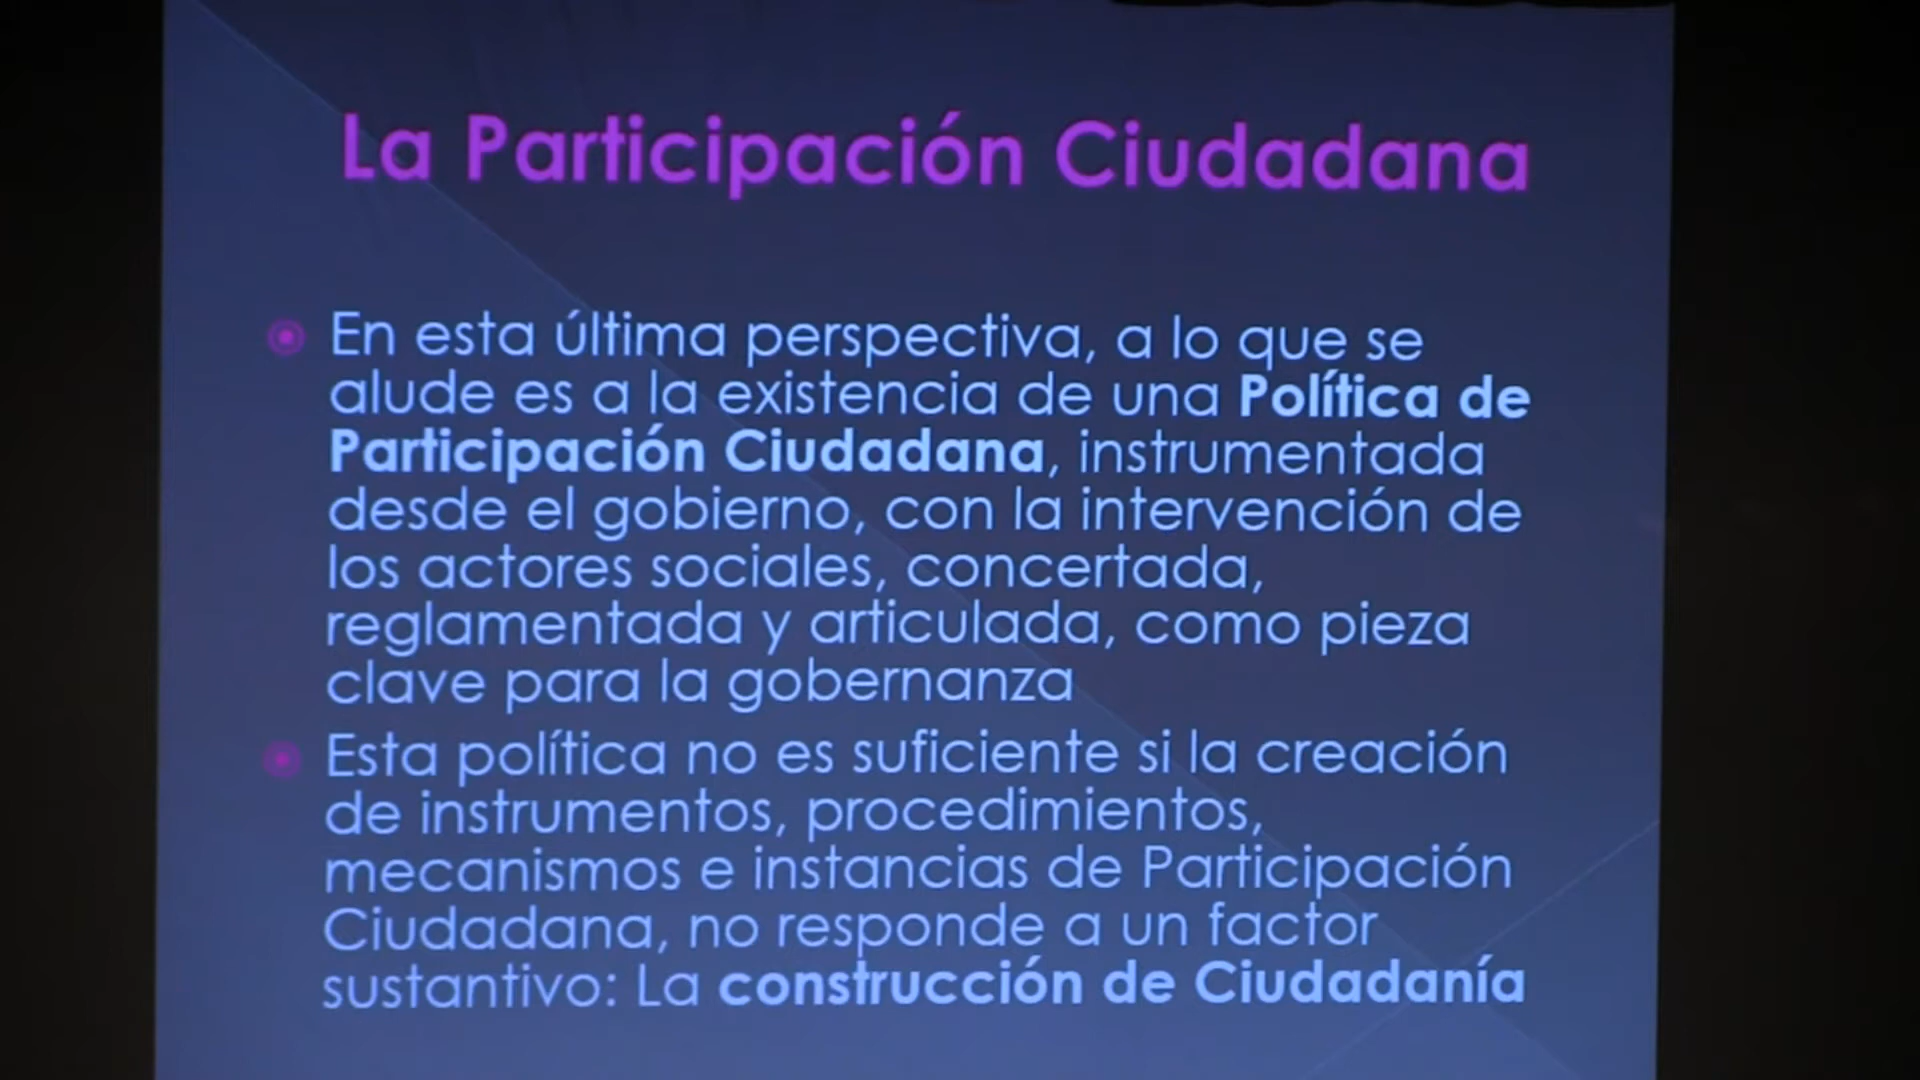 La Participación Ciudadana
En esta última perspectiva, a lo que se
alude es a la existencia de una Política de
Participación Ciudadana, instrumentada
desde el gobierno, con la intervención de
los actores sociales, concertada,
reglamentada y articulada, como pieza
clave para la gobernanza
Esta política no es suficiente si la creación
de instrumentos, procedimientos,
mecanismos e instancias de Participación
Ciudadana, no responde a un factor
sustantivo: La construcción de Ciudadanía